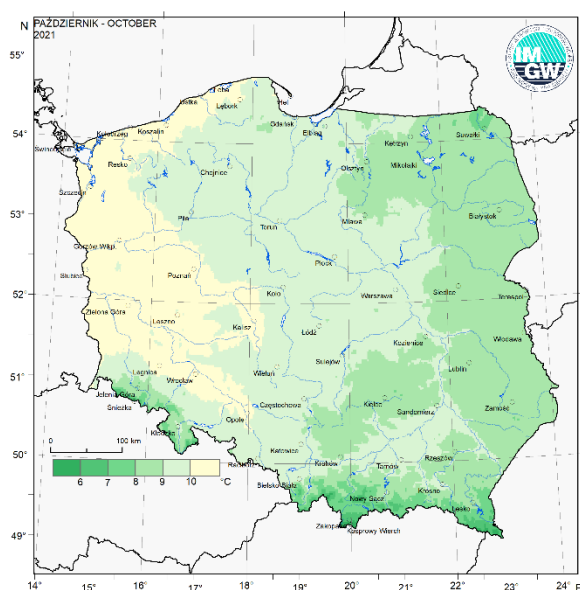 N
PAŹDZIERNIK - OCTOBER
2021
IM
GW
55°
54°
53°
52°
51°
50°
49°
Łeba
Hel
Lębork
Gdańsk
Elbląg
Koszalin
Kołobrzeg
Świnoujście
Resko
Szczecin
Chojnice
Olsztyn
Kętrzyn
Mikołajki
Suwałki
Białystok
Mława
Toruń
Piła
Gorzów Wlkp.
Słubice
Poznań
Płock
Koło
Warszawa
Siedlce
Terespol
Zielona Góra
Leszno
Kalisz
Łódź
Kozienice
Włodawa
Sulejów
Lublin
Legnica
Wrocław
Wieluń
Jelenia Góra
Śnieżka
Częstochowa
Kielce
Sandomierz
Zamość
Opole
Kłodzko
Katowice
Racibórz
Kraków
Tarnów
Rzeszów
Bielsko Biała
Nowy Sącz
Krosno
Lesko
Zakopane
Kasprowy Wierch
0 100 km
6 7 8 9 10 °C
14° 15° 16° 17° 18° 19° 20° 21° 22° 23° 24° E